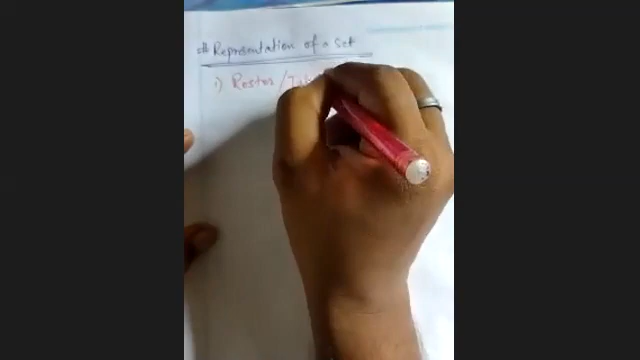 Representation of a Set
1) Roster / Tab